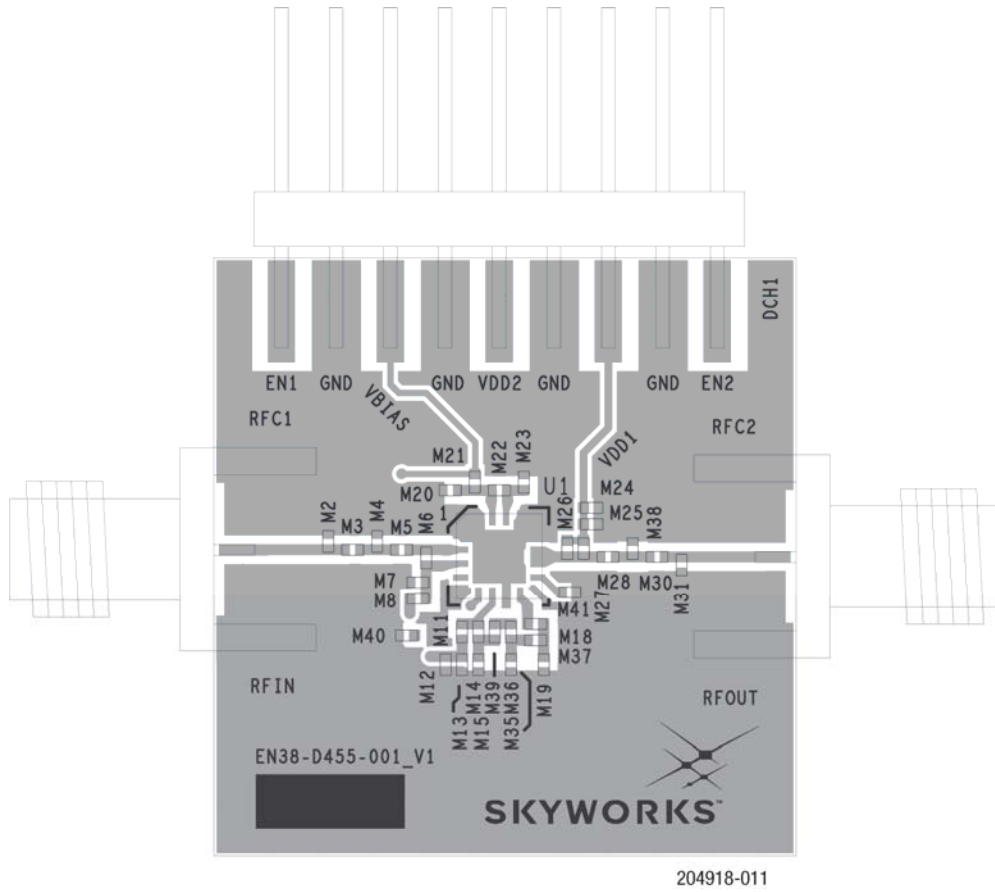 DCH1
EN1 GND VBIAS GND VDD2 GND VDD1 GND EN2
RFC1
RFC2
M21 M22 M23
M20
U1
M24
M25
M26
M38
M2 M3 M4 M5 M6
1
M7
M8
M28 M30
M27
M31
M41
M40
M11
M18
M37
M12
M13
M14
M15
M39
M35
M36
M19
RFIN
RFOUT
EN38-D455-001_V1
SKYWORKS™
204918-011